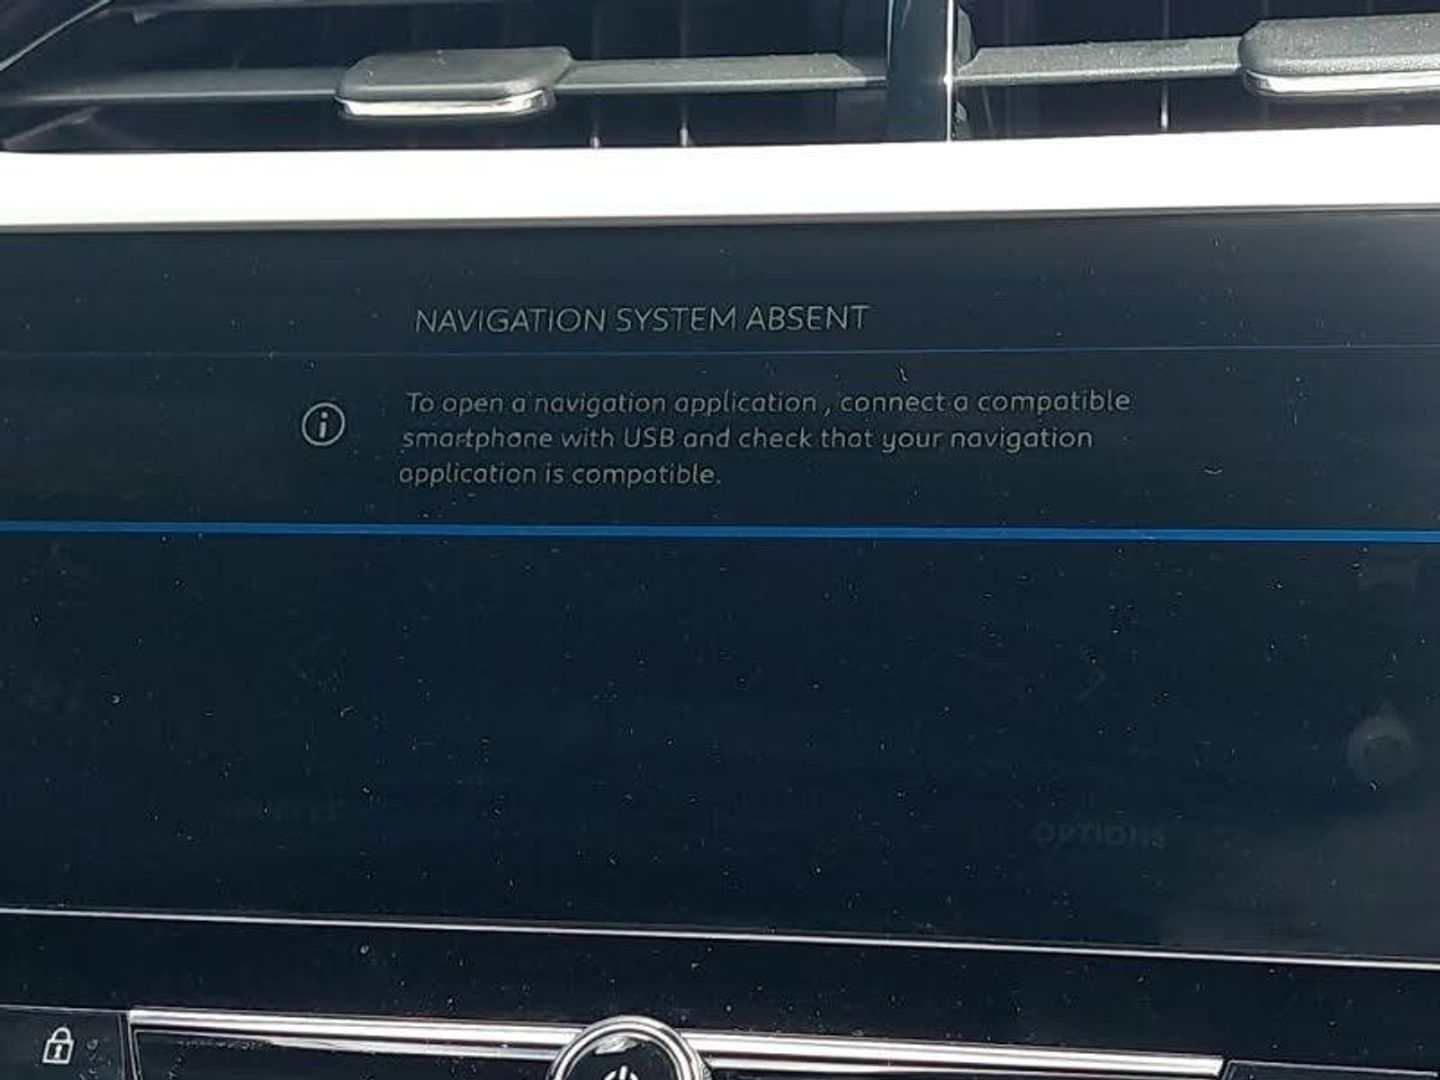 NAVIGATION SYSTEM ABSENT
To open a navigation application , connect a compatible
smartphone with USB and check that your navigation
application is compatible.
OPTIONS